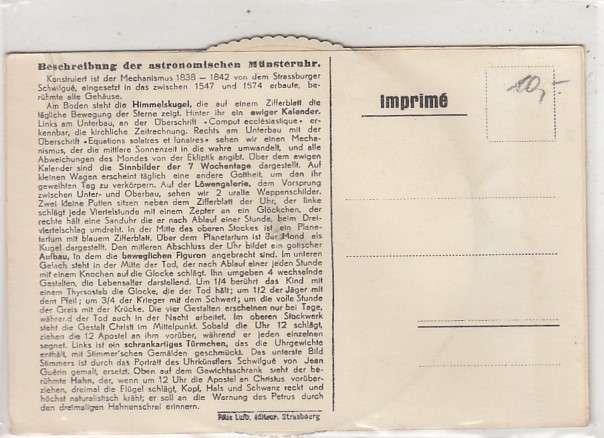 Beschreibung der astronomischen Münsteruhr.
Konstruiert ist der Mechanismus 1838 — 1842 von dem Strassburger
Schwilgué, eingesetzt in das zwischen 1547 und 1574 erbaute, be-
rühmte alte Gehäuse.
Am Boden steht die Himmelskugel, die auf einem Zifferblatt die
tägliche Bewegung der Sterne zeigt. Hinter ihr ein ewiger Kalander.
Links am Unterbau, an der Überschrift «Comput ecclésiastique» er-
kennbar, die kirchliche Zeitrechnung. Rechts am Unterbau mit der
Überschrift «Equations solaires et lunaires» sehen wir einen Mecha-
nismus, der die mittlere Sonnenzeit in die wahre umwandelt, und alle
Abweichungen des Mondes von der Ekliptik angibt. Über dem ewigen
Kalender sind die Sinnbilder der 7 Wochentage dargestellt. Auf
kleinen Wagen erscheint täglich eine andere Gottheit, um den ihr
geweihten Tag zu verkörpern. Auf der Löwengalerie, dem Vorsprung
zwischen Unter- und Oberbau, sehen wir 2 uralte Wappenschilder.
Zwei kleine Putten sitzen neben dem Zifferblatt der Uhr, der linke
schlägt jede Viertelstunde mit einem Zepter an ein Glöckchen, der
rechte hält eine Sanduhr die er nach Ablauf einer Stunde, beim Drei-
viertelschlag umdreht. In der Mitte des oberen Stockes ist ein Plane-
tarium mit blauem Zifferblatt. Über dem Planetarium ist der Mond als
Kugel dargestellt. Den mitleren Abschluss der Uhr bildet ein gotischer
Aufbau, in dem die beweglichen Figuren angebracht sind. Im unteren
Geloch steht in der Mitte der Tod, der nach Ablauf einer jeden Stunde
mit einem Knochen auf die Glocke schlägt. Ihn umgeben 4 wechselnde
Gestalten, die Lebensalter darstellend. Um 1/4 berührt das Kind mit
einem Thyrsostab die Glocke, die der Tod hält; um 1/2 der Jäger mit
dem Pfeil; um 3/4 der Krieger mit dem Schwert; um die volle Stunde
der Greis mit der Krücke. Die vier Gestalten erscheinen nur bei Tage,
während der Tod auch in der Nacht arbeitet. Im oberen Stockwerk
steht die Gestalt Christi im Mittelpunkt. Sobald die Uhr 12 schlägt,
ziehen die 12 Apostel an ihm vorüber, während er jeden einzelnen
segnet. Links ist ein schrankartiges Türmchen, das die Uhrgewichte
enthält, mit Stimmer'schen Gemälden geschmückt. Das unterste Bild
Stimmers ist durch das Portrait des Uhrkünstlers Schwilgué von Jean
Guérin gemalt, ersetzt. Oben auf dem Gewichtsschrank sieht der be-
rühmte Hahn, der, wenn um 12 Uhr die Apostel an Christus vorüber-
ziehen, dreimal die Flügel schlägt, Kopf, Hals und Schwanz reckt und
höchst naturalistisch kräht; er soll an die Warnung des Petrus durch
den dreimaligen Hahnenschrei erinnern.
Félix Luib, éditeur, Strasbourg
Imprimé
20,-